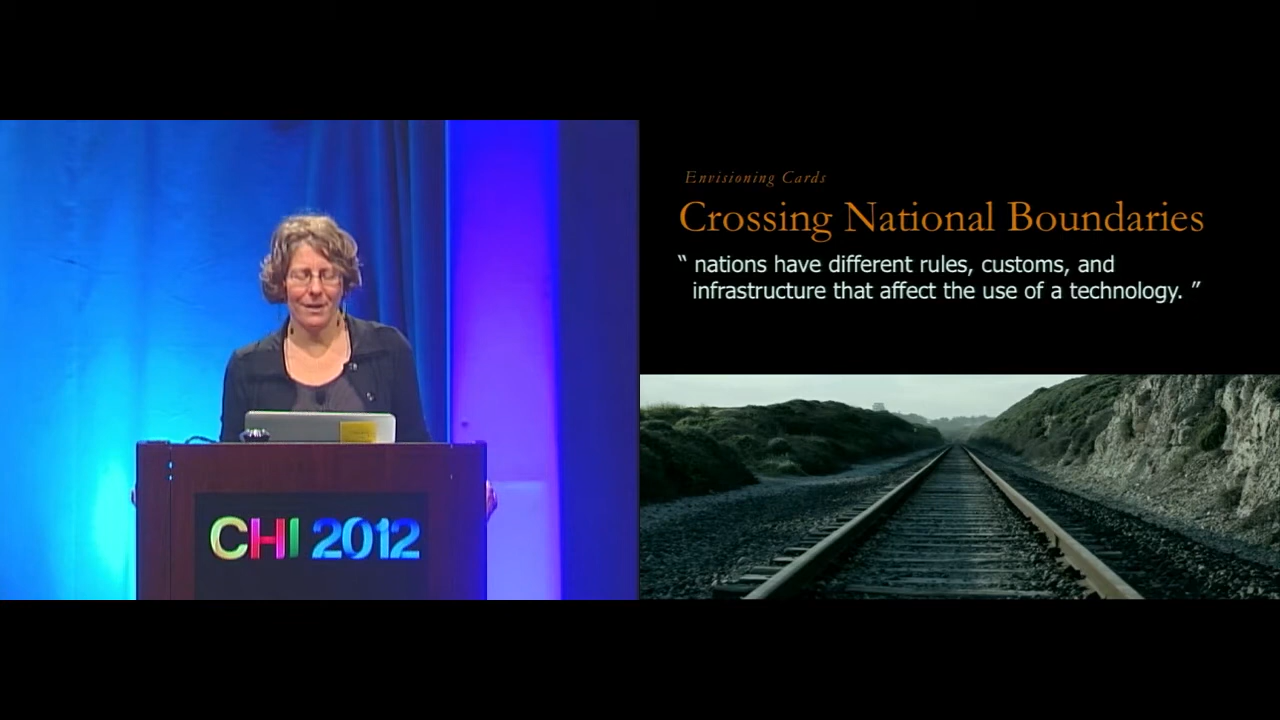 Envisioning Cards
Crossing National Boundaries
“ nations have different rules, customs, and
infrastructure that affect the use of a technology. ”
CHI 2012